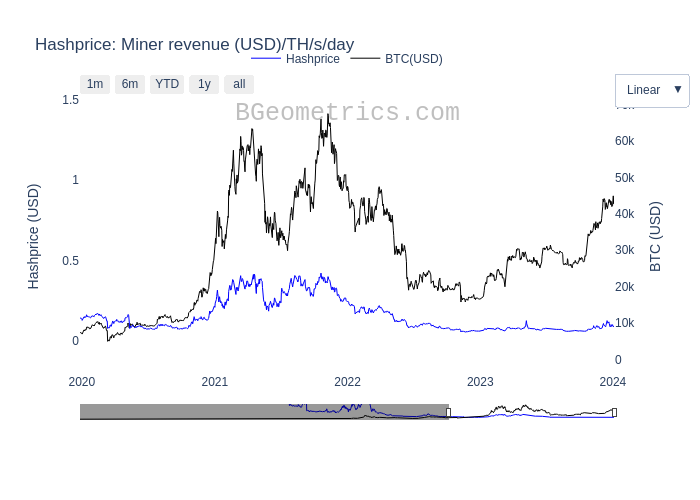 Hashprice: Miner revenue (USD)/TH/s/day
Hashprice BTC(USD)
1m 6m YTD 1y all
Linear ▼
BGeometrics.com
1.5
1
0.5
0
Hashprice (USD)
60k
50k
40k
30k
20k
10k
0
BTC (USD)
2020 2021 2022 2023 2024